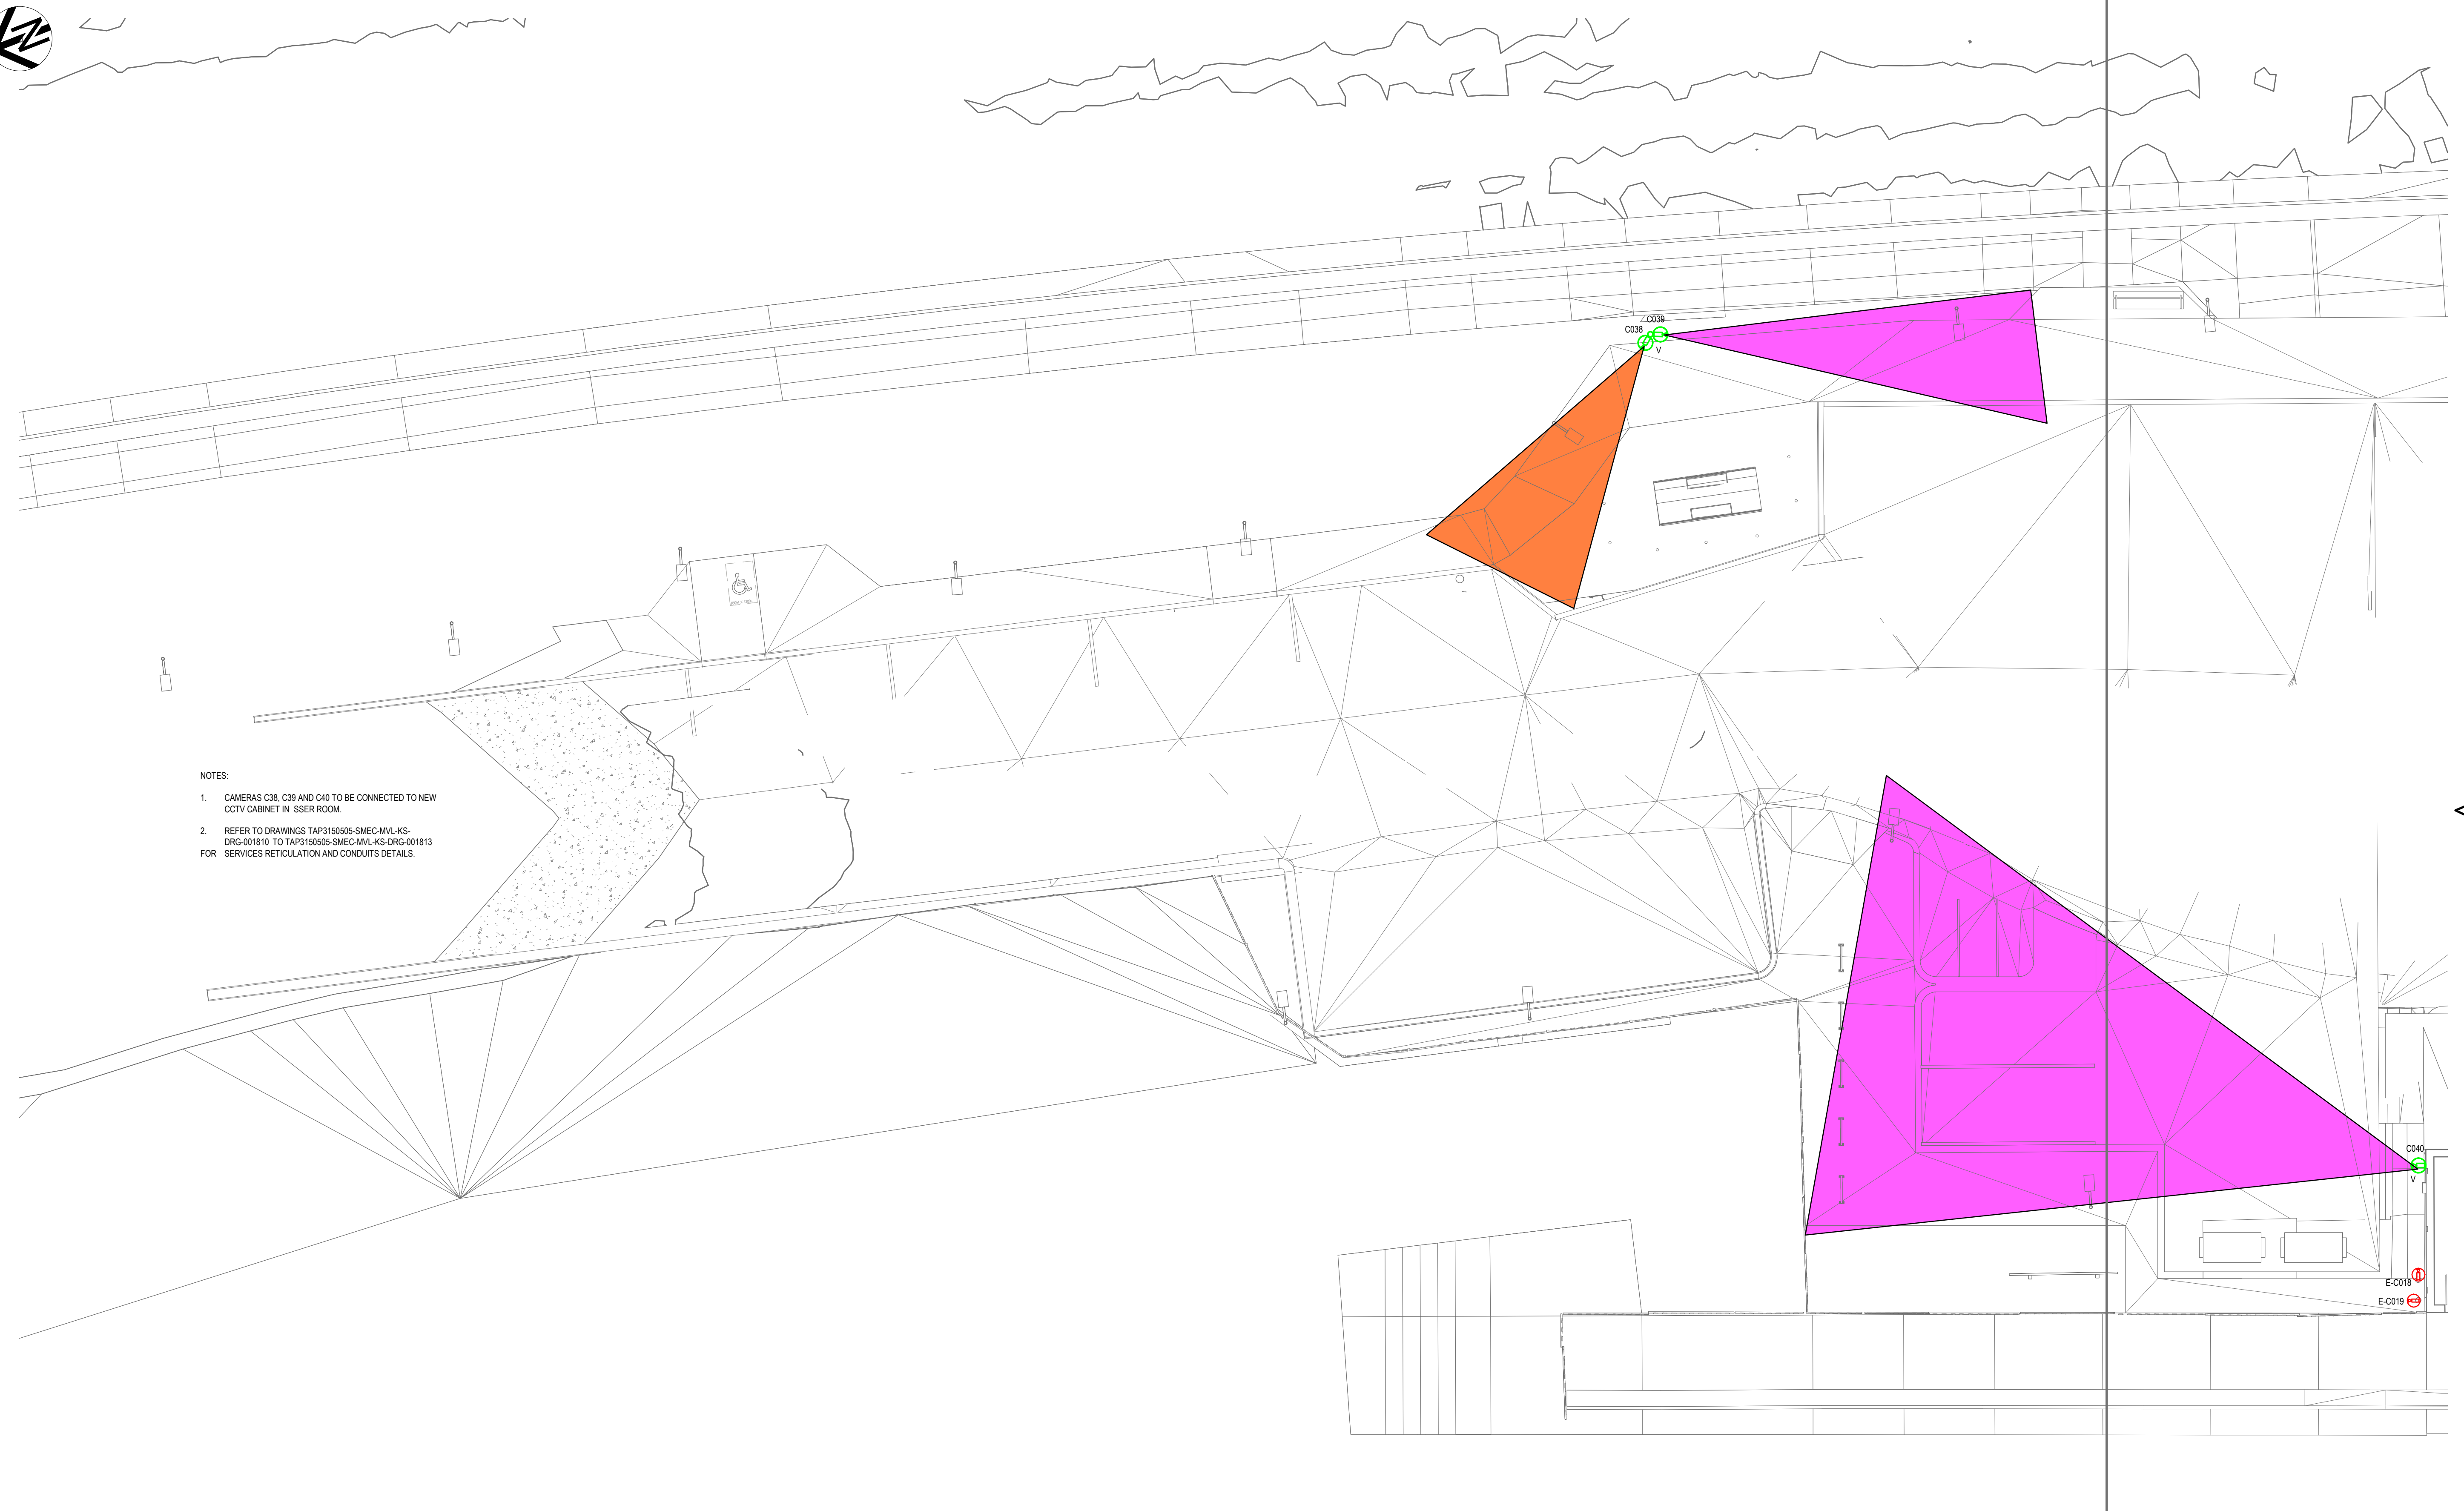 C039
C038
V
NOTES:
1. CAMERAS C38, C39 AND C40 TO BE CONNECTED TO NEW
CCTV CABINET IN SSER ROOM.
2. REFER TO DRAWINGS TAP3150505-SMEC-MVL-KS-
DRG-001810 TO TAP3150505-SMEC-MVL-KS-DRG-001813
FOR SERVICES RETICULATION AND CONDUITS DETAILS.
C040
V
E-C018
E-C019